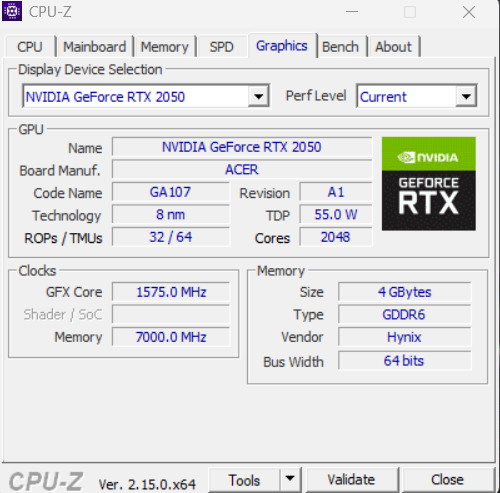 CPU-Z
CPU Mainboard Memory SPD Graphics Bench About
Display Device Selection
NVIDIA GeForce RTX 2050 Perf Level Current
GPU
Name NVIDIA GeForce RTX 2050
Board Manuf. ACER
Code Name GA107 Revision A1
Technology 8 nm TDP 55.0 W
ROPs / TMUs 32 / 64 Cores 2048
NVIDIA
GEFORCE
RTX
Clocks
GFX Core 1575.0 MHz
Shader / SoC
Memory 7000.0 MHz
Memory
Size 4 GBytes
Type GDDR6
Vendor Hynix
Bus Width 64 bits
CPU-Z Ver. 2.15.0.x64 Tools Validate Close